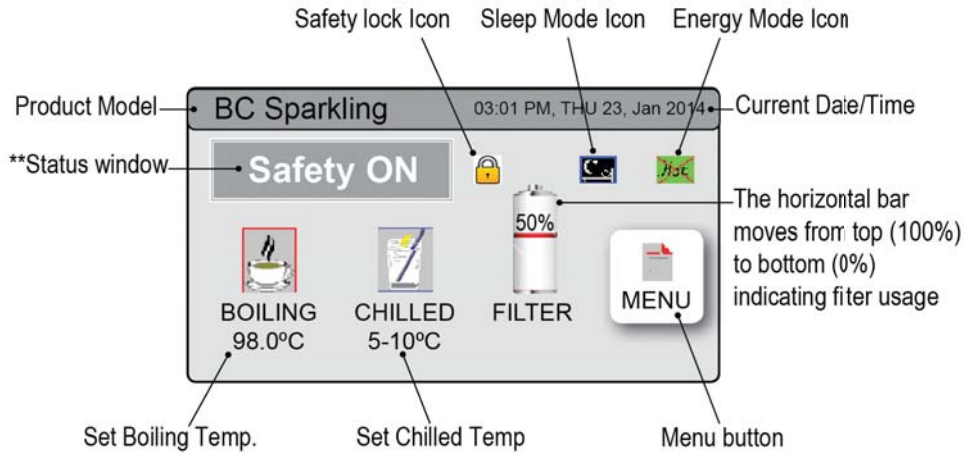 Safety lock Icon
Sleep Mode Icon
Energy Mode Icon
Product Model
BC Sparkling
03:01 PM, THU 23, Jan 2014
Current Date/Time
**Status window
Safety ON
The horizontal bar
moves from top (100%)
to bottom (0%)
indicating filter usage
50%
BOILING
98.0ºC
CHILLED
5-10ºC
FILTER
MENU
Set Boiling Temp.
Set Chilled Temp
Menu button